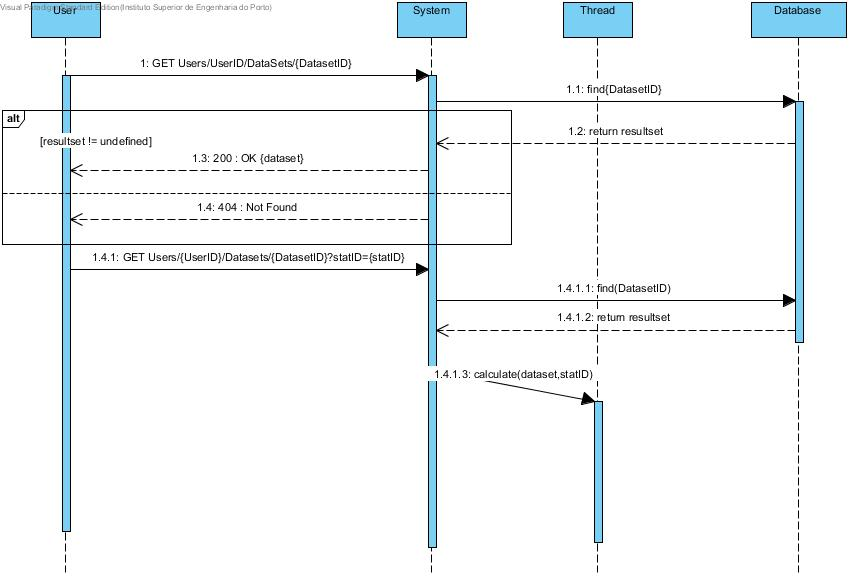 Visual Paradigm Standard Edition(Instituto Superior de Engenharia do Porto)
User
System
Thread
Database
1: GET Users/UserID/DataSets/{DatasetID}
1.1: find{DatasetID}
alt
1.2: return resultset
[resultset != undefined]
1.3: 200 : OK {dataset}
1.4: 404 : Not Found
1.4.1: GET Users/{UserID}/Datasets/{DatasetID}?statID={statID}
1.4.1.1: find(DatasetID)
1.4.1.2: return resultset
1.4.1.3: calculate(dataset,statID)